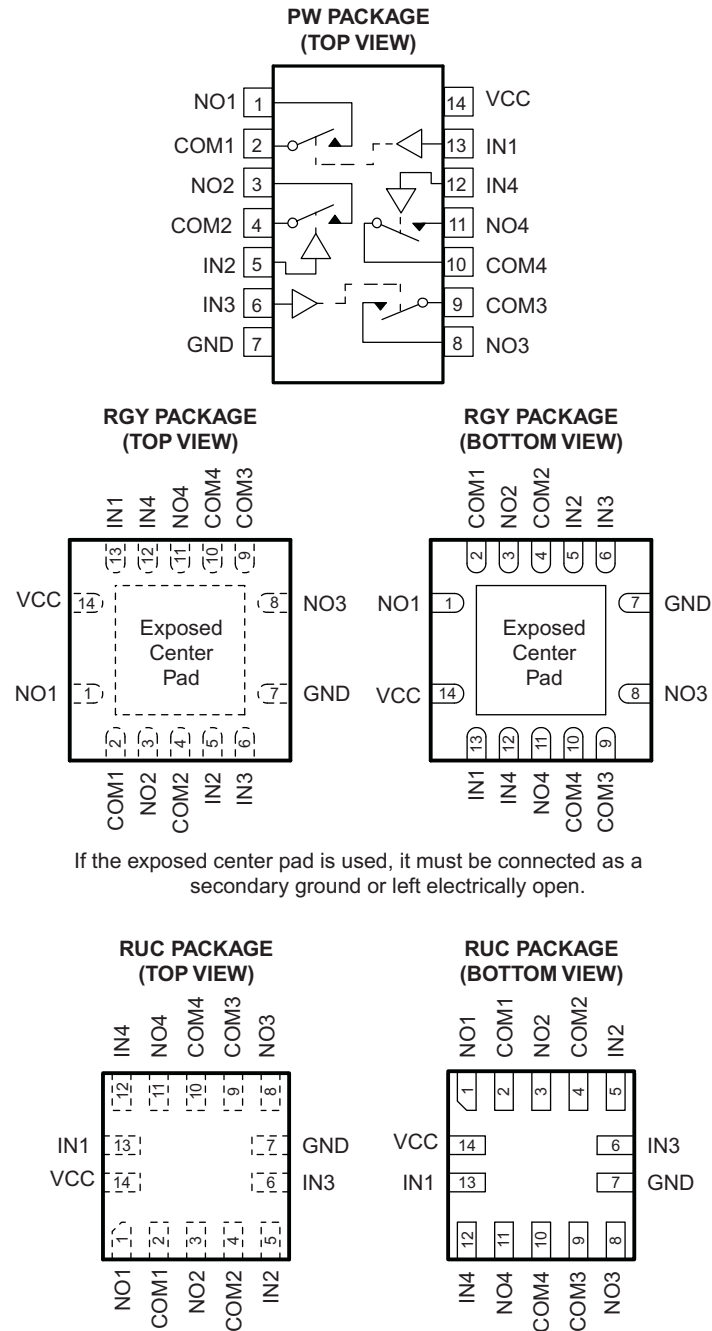 PW PACKAGE
(TOP VIEW)
NO1 1 14 VCC
COM1 2 13 IN1
NO2 3 12 IN4
COM2 4 11 NO4
IN2 5 10 COM4
IN3 6 9 COM3
GND 7 8 NO3
RGY PACKAGE
(TOP VIEW)
IN1 IN4 NO4 COM4 COM3
13 12 11 10 9
VCC 14 8 NO3
Exposed
Center
Pad
NO1 1 7 GND
2 3 4 5 6
COM1 NO2 COM2 IN2 IN3
RGY PACKAGE
(BOTTOM VIEW)
COM1 NO2 COM2 IN2 IN3
2 3 4 5 6
NO1 1 7 GND
Exposed
Center
Pad
VCC 14 8 NO3
13 12 11 10 9
IN1 IN4 NO4 COM4 COM3
If the exposed center pad is used, it must be connected as a
secondary ground or left electrically open.
RUC PACKAGE
(TOP VIEW)
IN4 NO4 COM4 COM3 NO3
12 11 10 9 8
IN1 13 7 GND
VCC 14 6 IN3
1 2 3 4 5
NO1 COM1 NO2 COM2 IN2
RUC PACKAGE
(BOTTOM VIEW)
NO1 COM1 NO2 COM2 IN2
1 2 3 4 5
VCC 14 6 IN3
IN1 13 7 GND
12 11 10 9 8
IN4 NO4 COM4 COM3 NO3